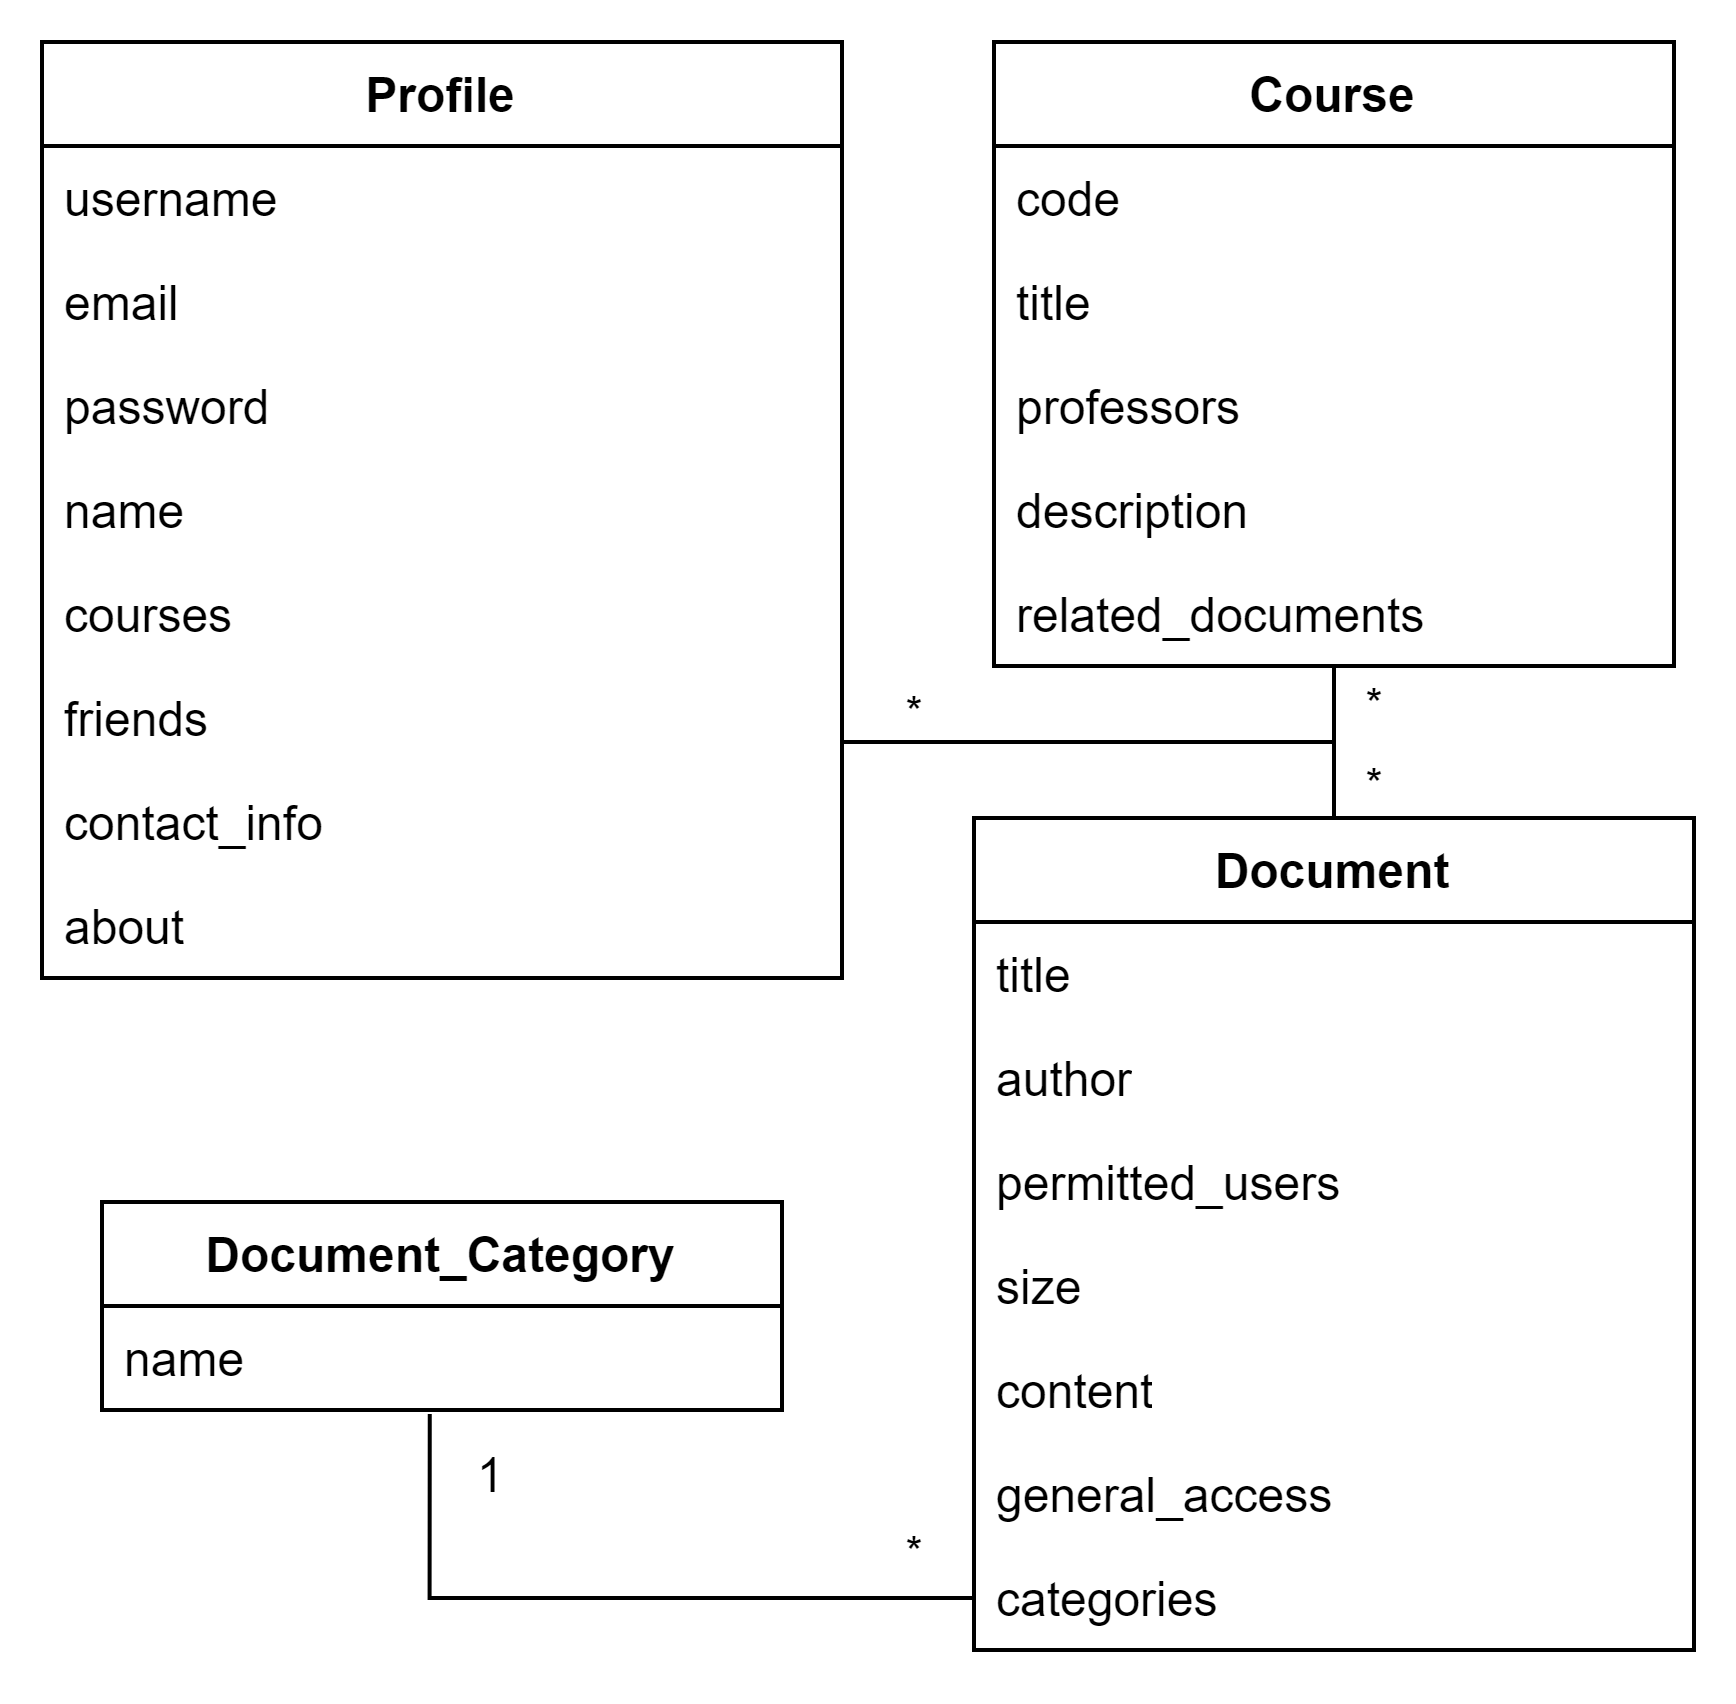 Profile
username
email
password
name
courses
friends
contact_info
about
Course
code
title
professors
description
related_documents
*
*
*
Document
title
author
permitted_users
size
content
general_access
categories
Document_Category
name
1
*